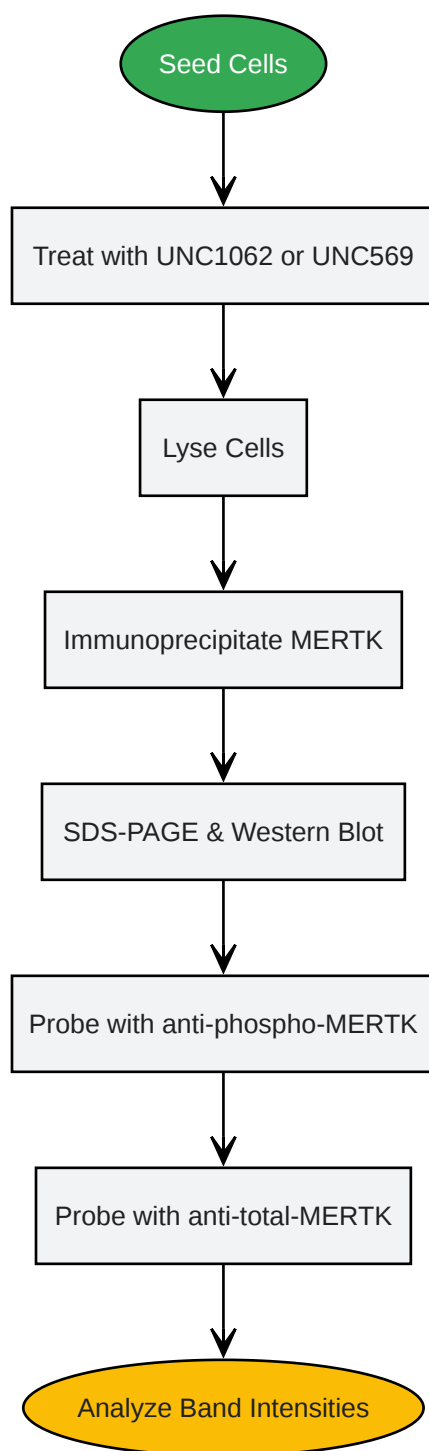 Seed Cells
Treat with UNC1062 or UNC569
Lyse Cells
Immunoprecipitate MERTK
SDS-PAGE & Western Blot
Probe with anti-phospho-MERTK
Probe with anti-total-MERTK
Analyze Band Intensities